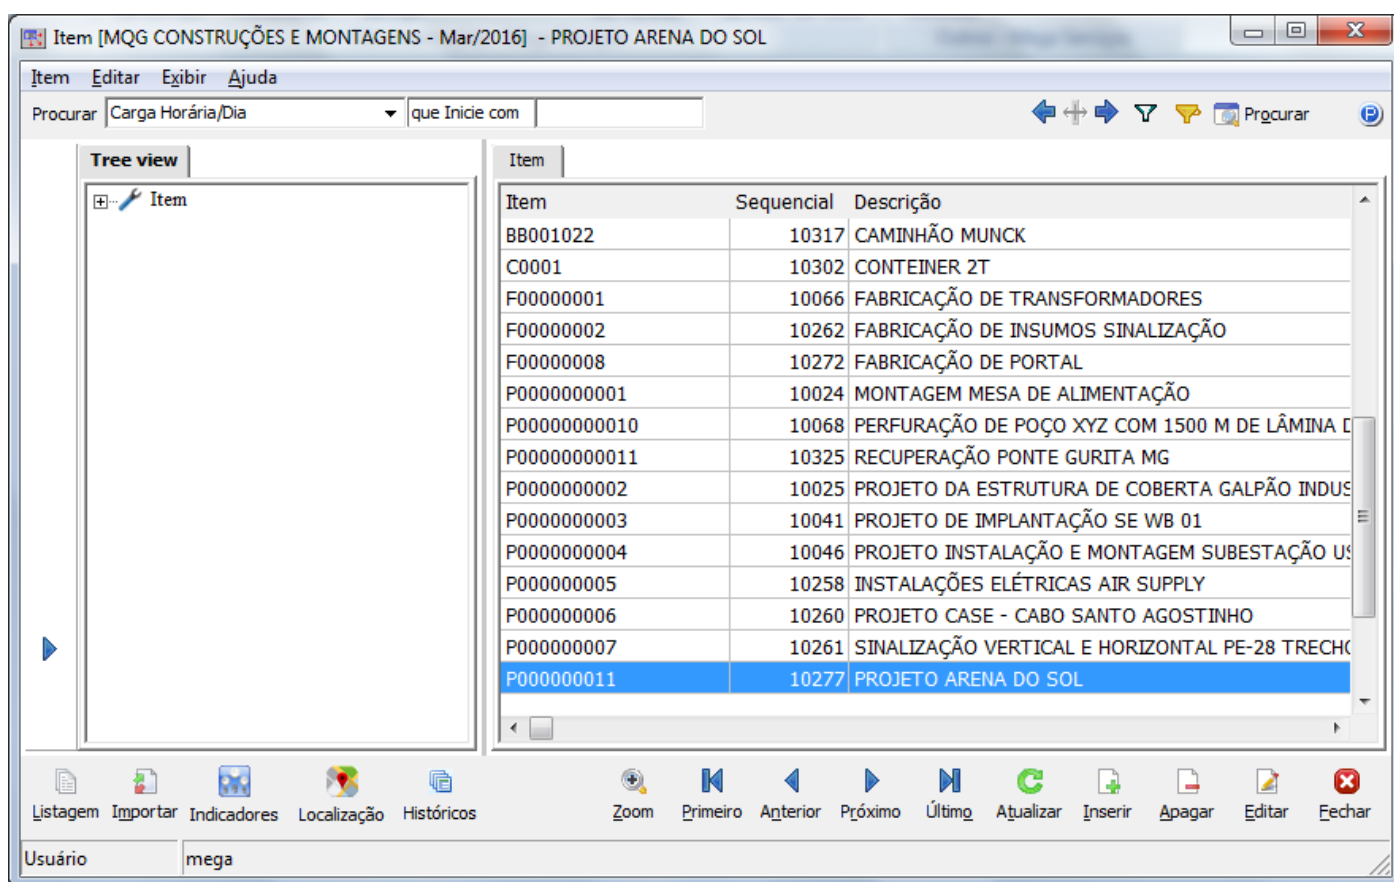 Item [MQG CONSTRUÇÕES E MONTAGENS - Mar/2016] - PROJETO ARENA DO SOL
Item Editar Exibir Ajuda
Procurar Carga Horária/Dia que Inicie com Procurar
Tree view
Item
Item
Item Sequencial Descrição
BB001022 10317 CAMINHÃO MUNCK
C0001 10302 CONTEINER 2T
F00000001 10066 FABRICAÇÃO DE TRANSFORMADORES
F00000002 10262 FABRICAÇÃO DE INSUMOS SINALIZAÇÃO
F00000008 10272 FABRICAÇÃO DE PORTAL
P0000000001 10024 MONTAGEM MESA DE ALIMENTAÇÃO
P00000000010 10068 PERFURAÇÃO DE POÇO XYZ COM 1500 M DE LÂMINA D
P00000000011 10325 RECUPERAÇÃO PONTE GURITA MG
P0000000002 10025 PROJETO DA ESTRUTURA DE COBERTA GALPÃO INDUS
P0000000003 10041 PROJETO DE IMPLANTAÇÃO SE WB 01
P0000000004 10046 PROJETO INSTALAÇÃO E MONTAGEM SUBESTAÇÃO US
P000000005 10258 INSTALAÇÕES ELÉTRICAS AIR SUPPLY
P000000006 10260 PROJETO CASE - CABO SANTO AGOSTINHO
P000000007 10261 SINALIZAÇÃO VERTICAL E HORIZONTAL PE-28 TRECHO
P000000011 10277 PROJETO ARENA DO SOL
Listagem Importar Indicadores Localização Históricos Zoom Primeiro Anterior Próximo Último Atualizar Inserir Apagar Editar Fechar
Usuário mega